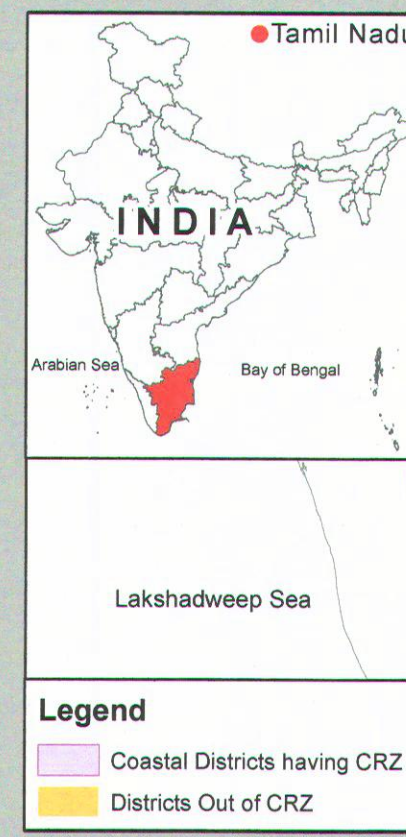 Tamil Nadu
INDIA
Arabian Sea
Bay of Bengal
Lakshadweep Sea
Legend
Coastal Districts having CRZ
Districts Out of CRZ